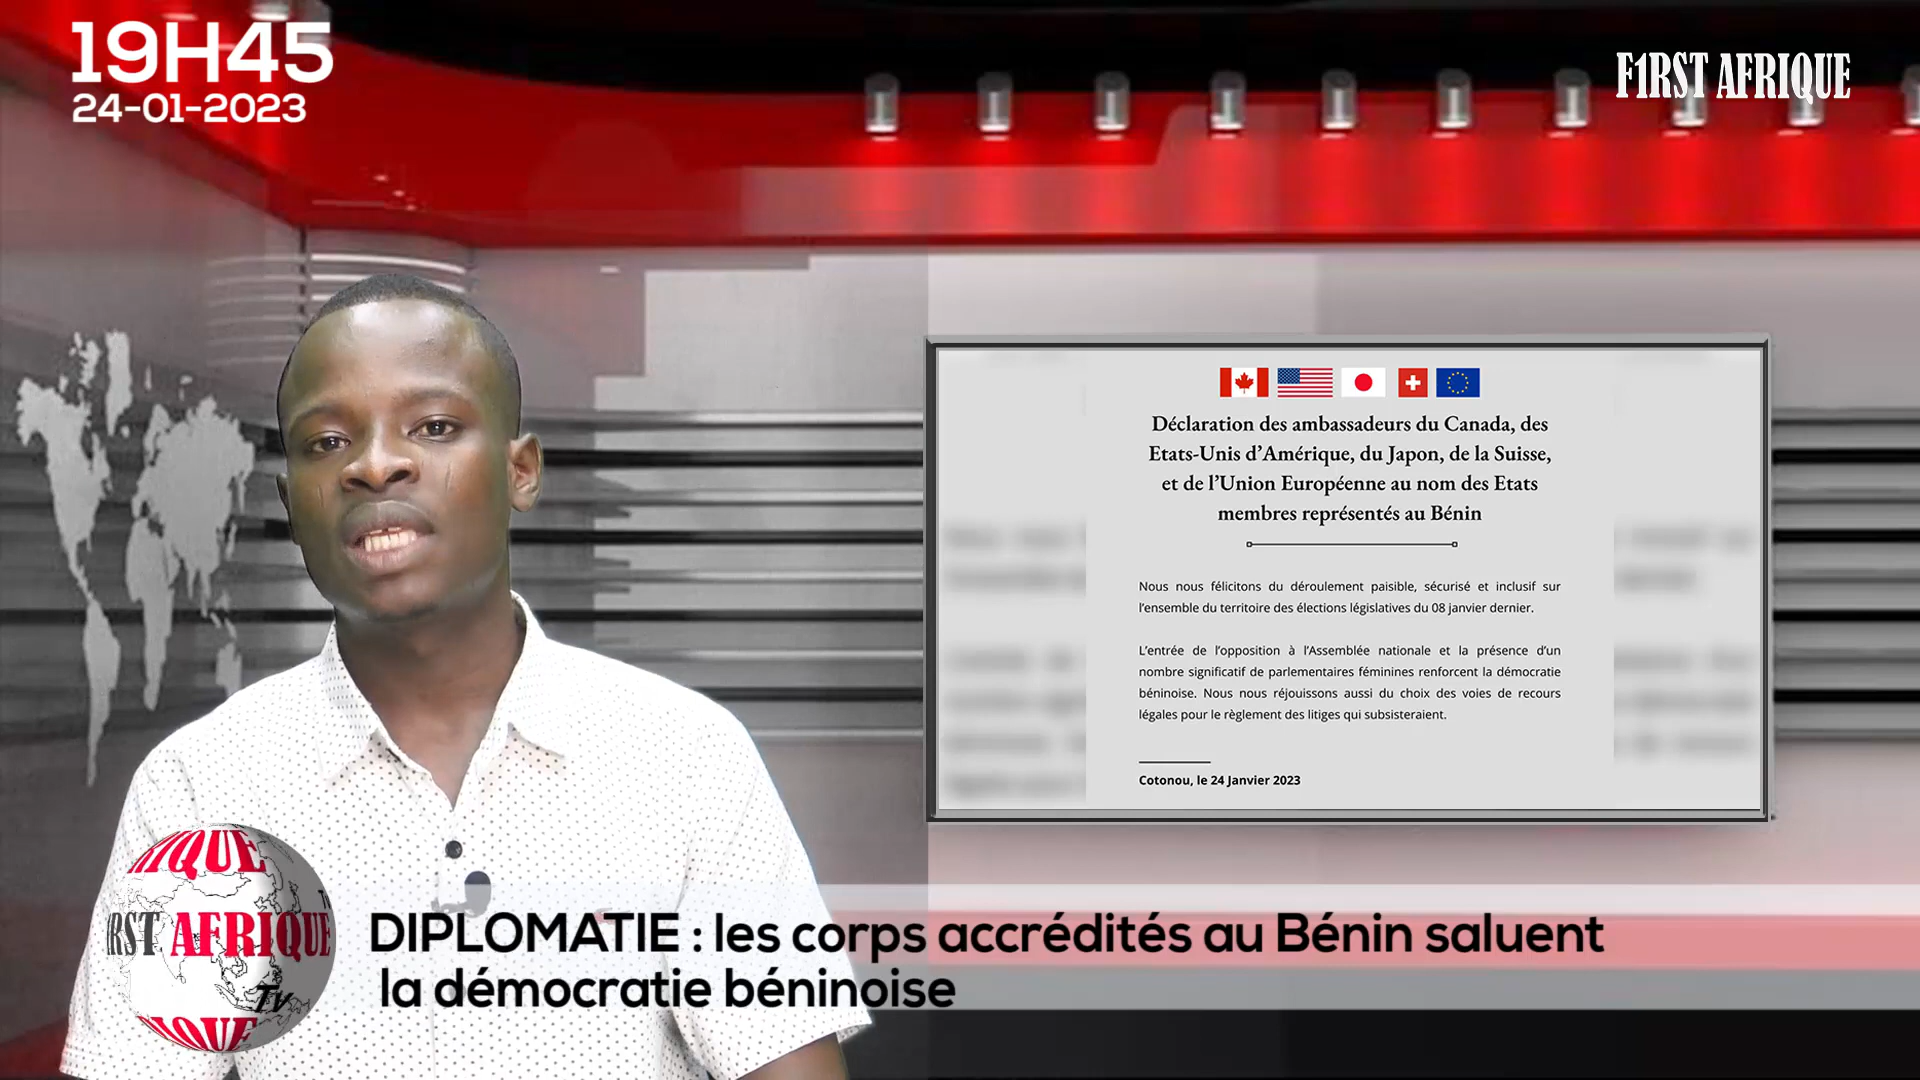 19H45
24-01-2023
F1RST AFRIQUE
Déclaration des ambassadeurs du Canada, des
Etats-Unis d’Amérique, du Japon, de la Suisse,
et de l’Union Européenne au nom des Etats
membres représentés au Bénin
Nous nous félicitons du déroulement paisible, sécurisé et inclusif sur
l’ensemble du territoire des élections législatives du 08 janvier dernier.
L’entrée de l’opposition à l’Assemblée nationale et la présence d’un
nombre significatif de parlementaires féminines renforcent la démocratie
béninoise. Nous nous réjouissons aussi du choix des voies de recours
légales pour le règlement des litiges qui subsisteraient.
Cotonou, le 24 Janvier 2023
RIQUE
RST AFRIQUE
TV
IQUE
DIPLOMATIE : les corps accrédités au Bénin saluent
la démocratie béninoise